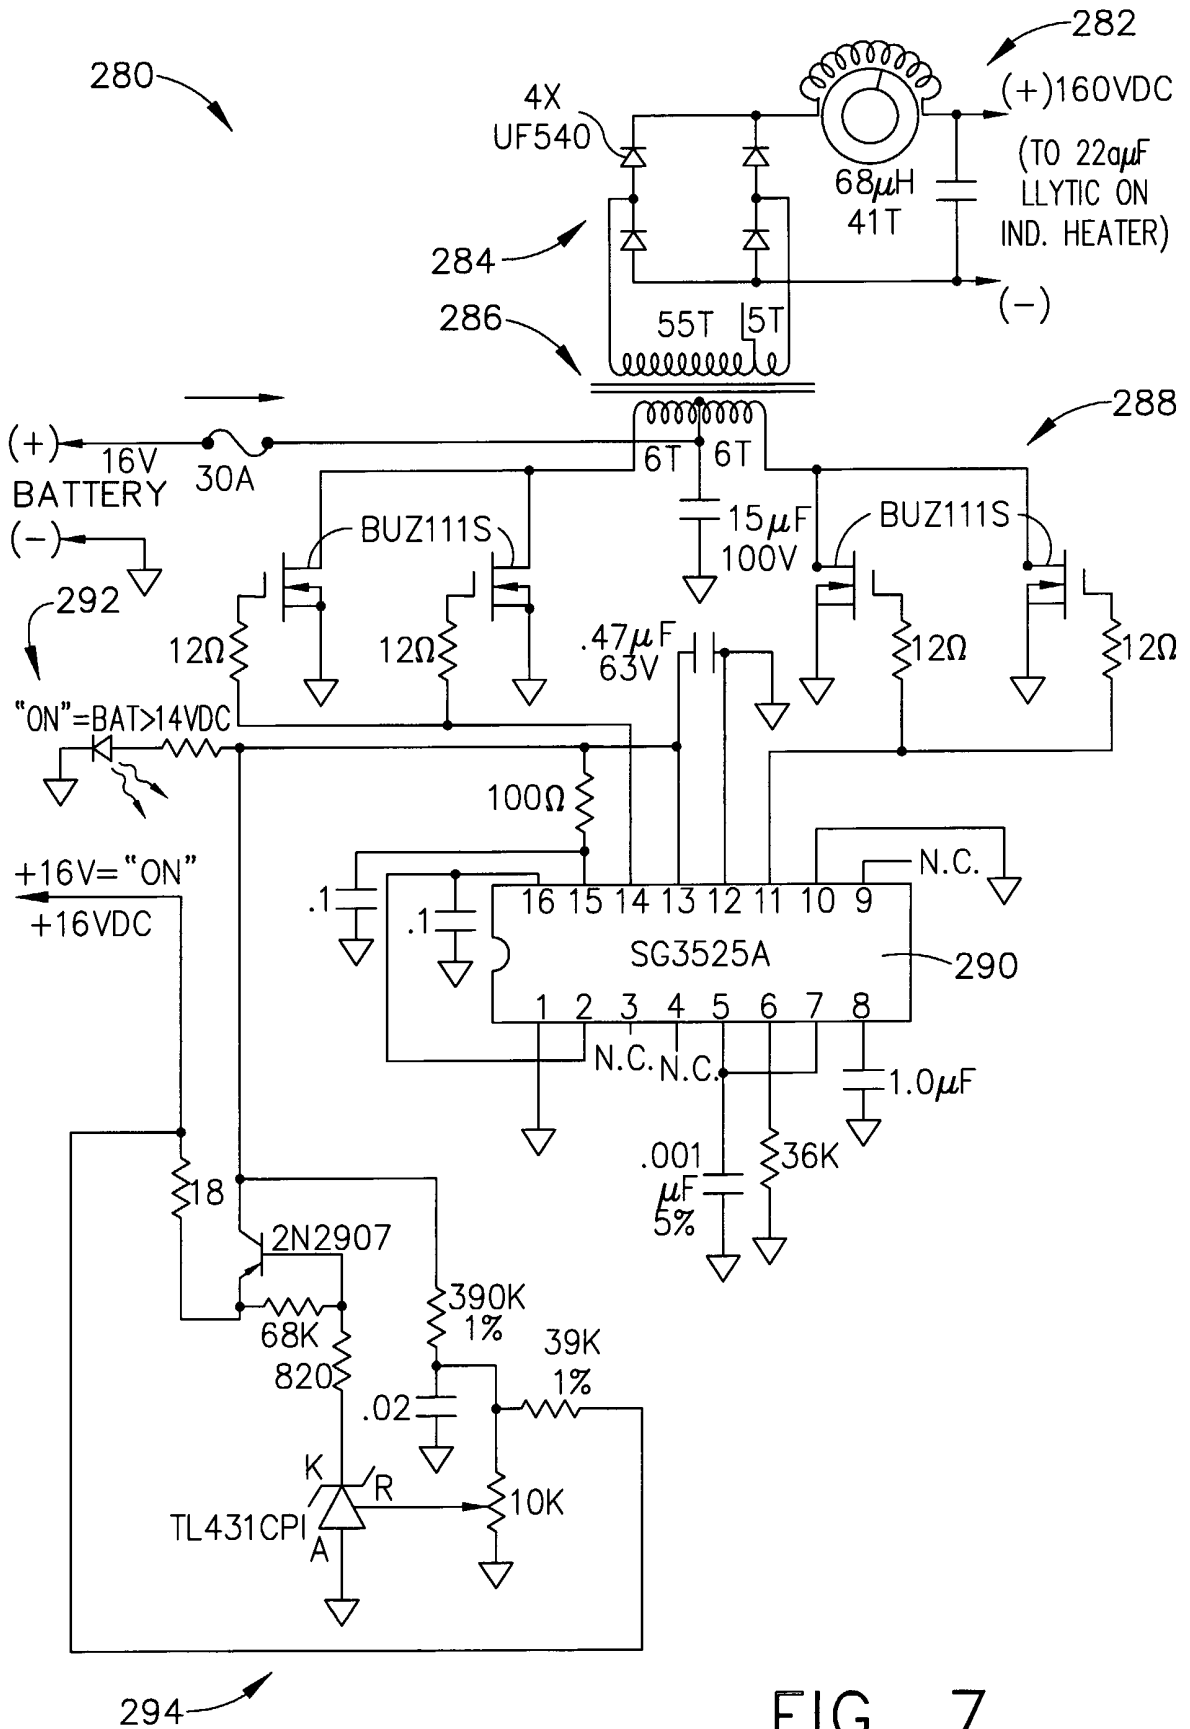 280
282
4X
UF540
(+)160VDC
(TO 22aµF
LLYTIC ON
IND. HEATER)
68µH
41T
284
(-)
286
55T
5T
288
(+)
16V
BATTERY
30A
6T
6T
(-)
BUZ111S
15µF
100V
BUZ111S
292
12Ω
12Ω
.47µF
63V
12Ω
12Ω
"ON"=BAT>14VDC
100Ω
+16V="ON"
+16VDC
.1
.1
N.C.
16 15 14 13 12 11 10 9
SG3525A
290
1 2 3 4 5 6 7 8
N.C.
N.C.
1.0µF
.001
µF
5%
36K
18
2N2907
68K
820
390K
1%
39K
1%
.02
K
R
10K
TL431CPI
A
294
FIG. 7